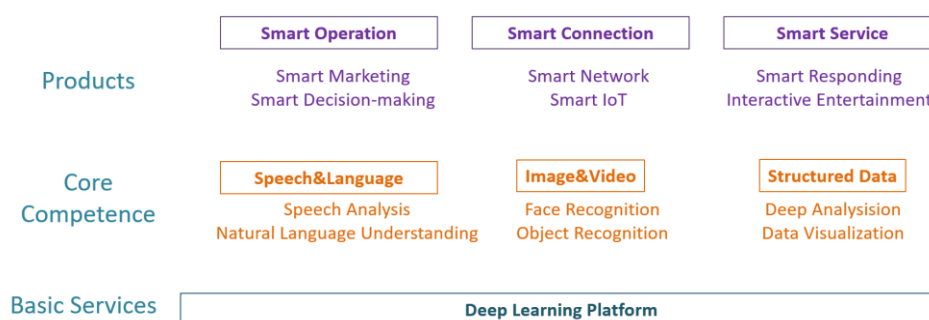 Smart Operation
Smart Connection
Smart Service
Products
Smart Marketing
Smart Decision-making
Smart Network
Smart IoT
Smart Responding
Interactive Entertainment
Core
Competence
Speech&Language
Image&Video
Structured Data
Speech Analysis
Natural Language Understanding
Face Recognition
Object Recognition
Deep Analysision
Data Visualization
Basic Services
Deep Learning Platform